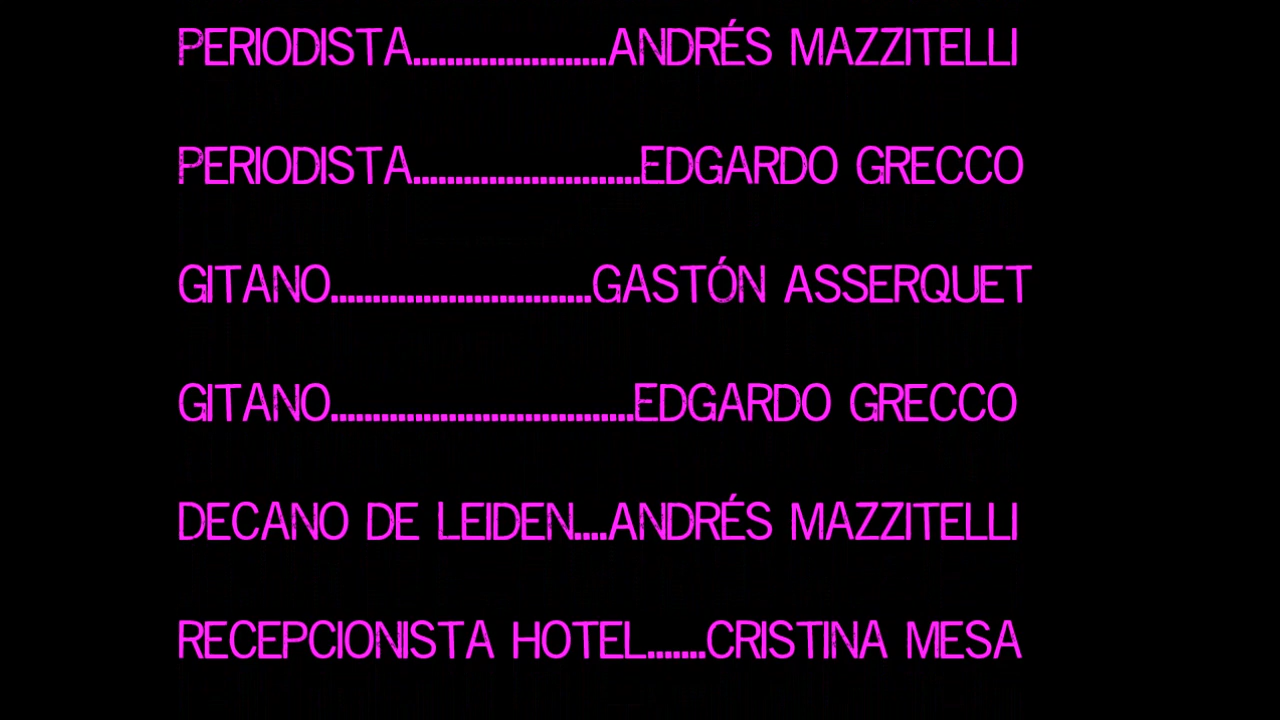 PERIODISTA.......................ANDRÉS MAZZITELLI
PERIODISTA...........................EDGARDO GRECCO
GITANO...............................GASTÓN ASSERQUET
GITANO....................................EDGARDO GRECCO
DECANO DE LEIDEN....ANDRÉS MAZZITELLI
RECEPCIONISTA HOTEL.......CRISTINA MESA